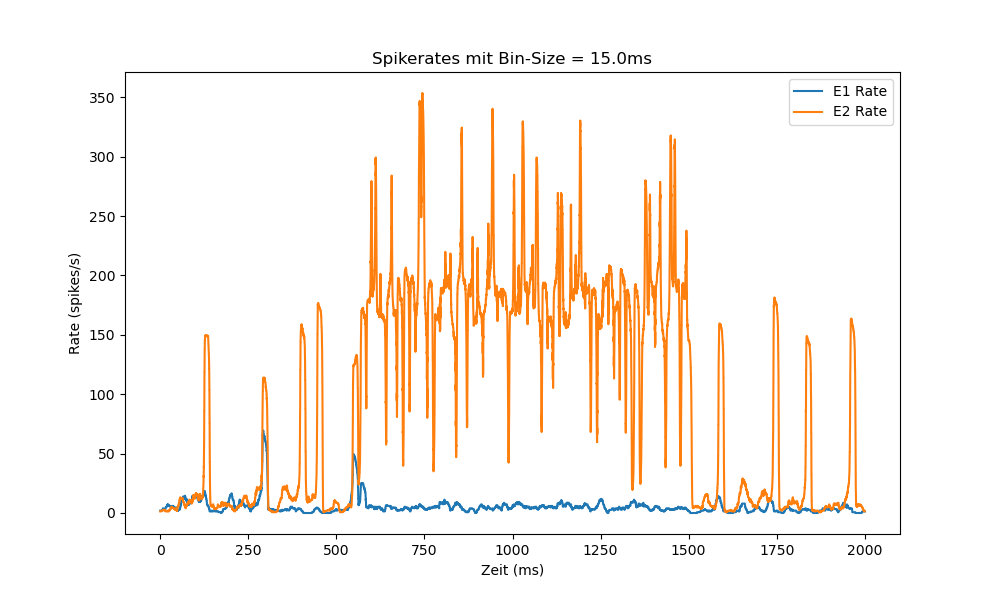 Spikerates mit Bin-Size = 15.0ms
E1 Rate
E2 Rate
Rate (spikes/s)
350
300
250
200
150
100
50
0
0 250 500 750 1000 1250 1500 1750 2000
Zeit (ms)